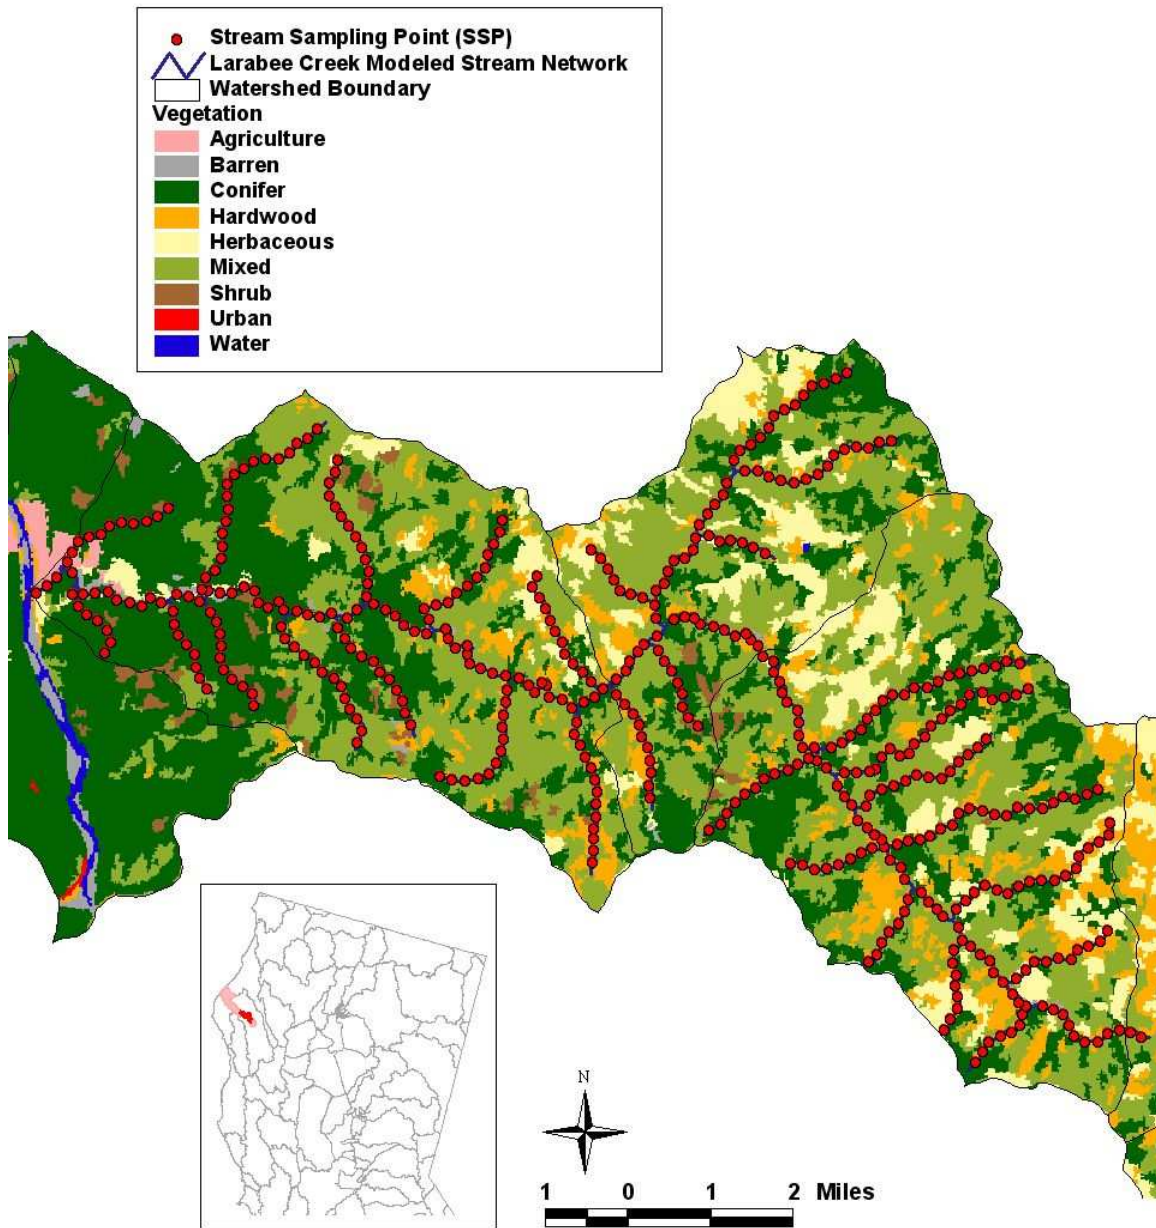 Stream Sampling Point (SSP)
Larabee Creek Modeled Stream Network
Watershed Boundary
Vegetation
Agriculture
Barren
Conifer
Hardwood
Herbaceous
Mixed
Shrub
Urban
Water
N
1 0 1 2 Miles